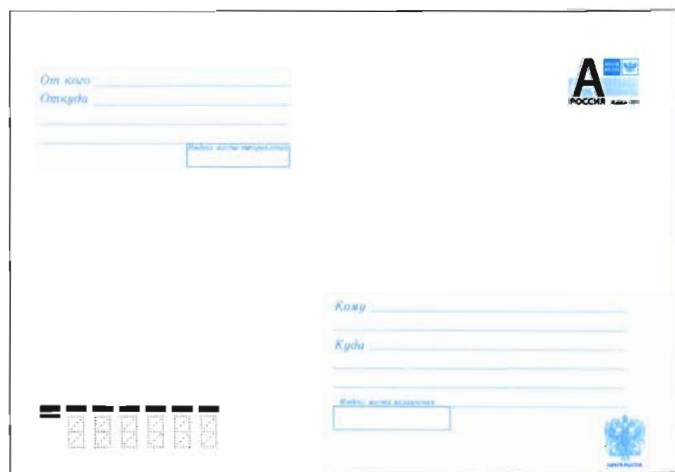 От кого
Откуда
Индекс места отправления
А
РОССИЯ
Кому
Куда
Индекс места назначения